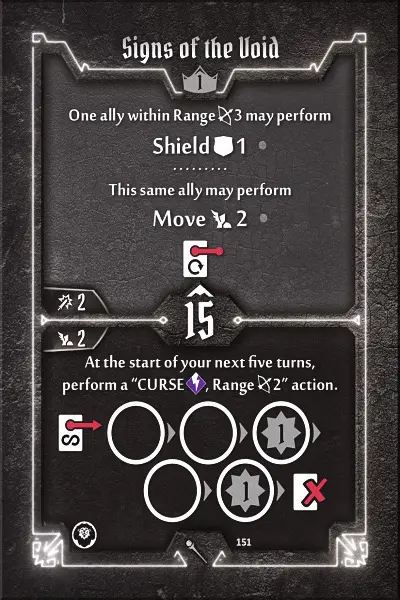 Signs of the Void
1
One ally within Range 3 may perform
Shield 1
This same ally may perform
Move 2
2
15
2
At the start of your next five turns,
perform a “CURSE , Range 2” action.
S
1
1
151